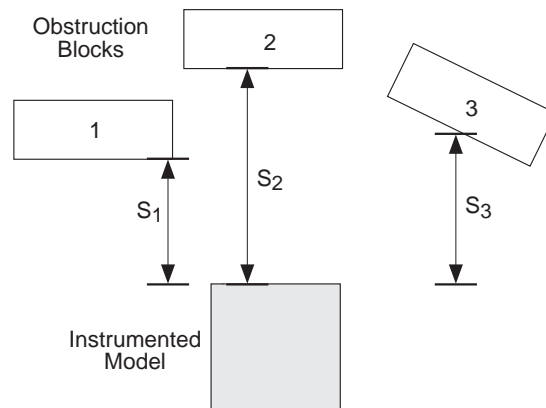 Obstruction
Blocks
2
1
3
S1
S2
S3
Instrumented
Model